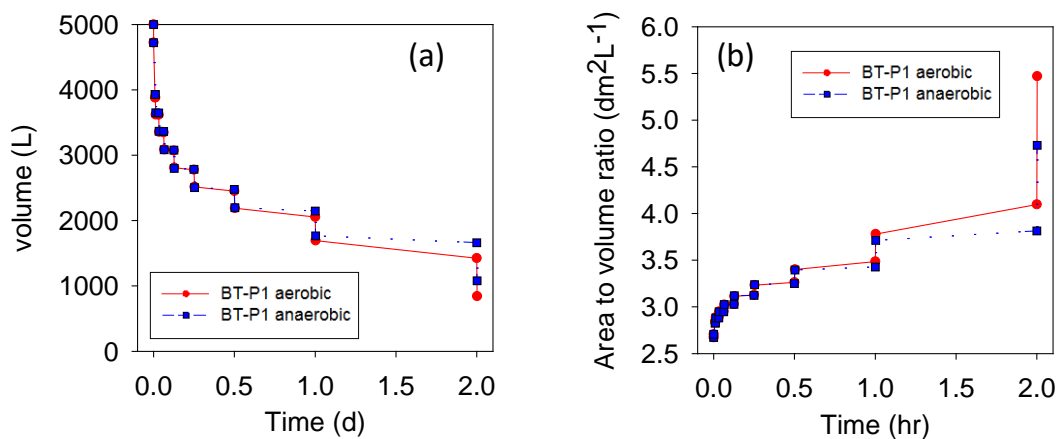 (a)
volume (L)
5000
4000
3000
2000
1000
0
BT-P1 aerobic
BT-P1 anaerobic
0.0 0.5 1.0 1.5 2.0
Time (d)
(b)
Area to volume ratio (dm²L-1)
6.0
5.5
5.0
4.5
4.0
3.5
3.0
2.5
BT-P1 aerobic
BT-P1 anaerobic
0.0 0.5 1.0 1.5 2.0
Time (hr)